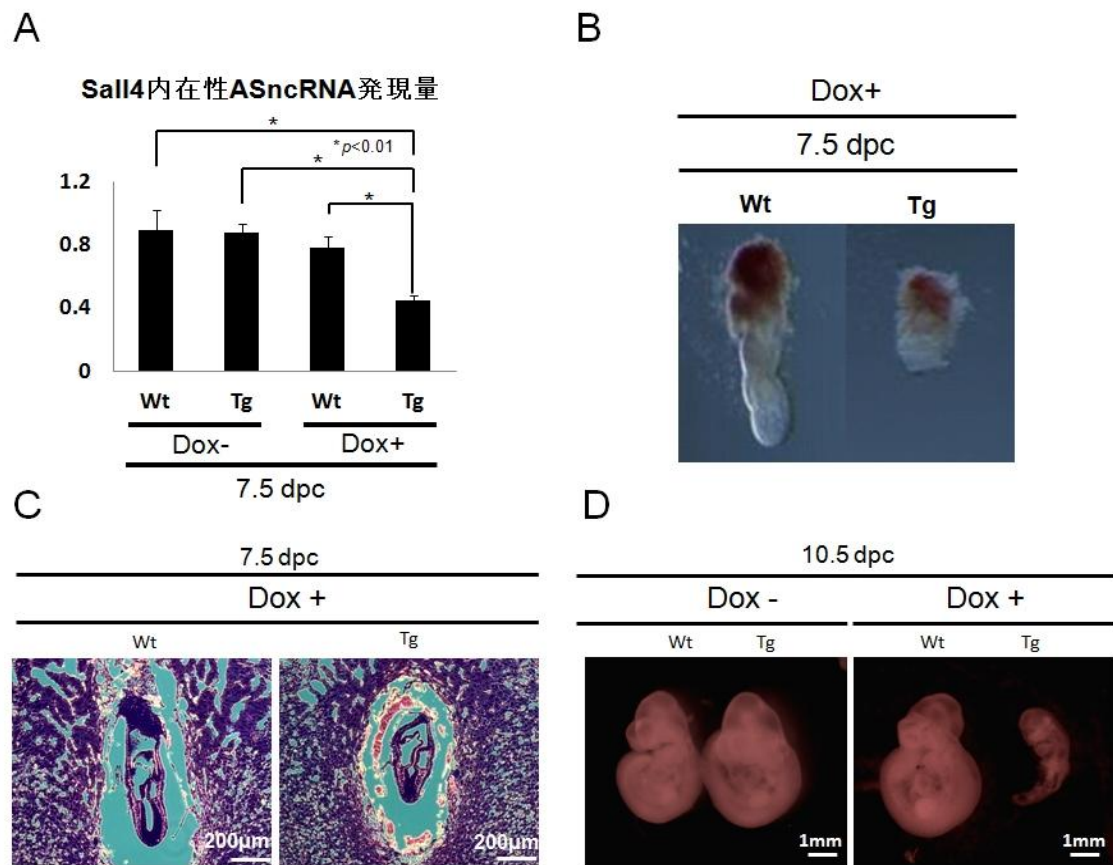 A
Sall4内在性ASncRNA発現量
*
*p<0.01
*
*
1.2
0.8
0.4
0
Wt Tg Wt Tg
Dox- Dox+
7.5 dpc
B
Dox+
7.5 dpc
Wt Tg
C
7.5 dpc
Dox +
Wt Tg
200μm 200μm
D
10.5 dpc
Dox - Dox +
Wt Tg Wt Tg
1mm 1mm